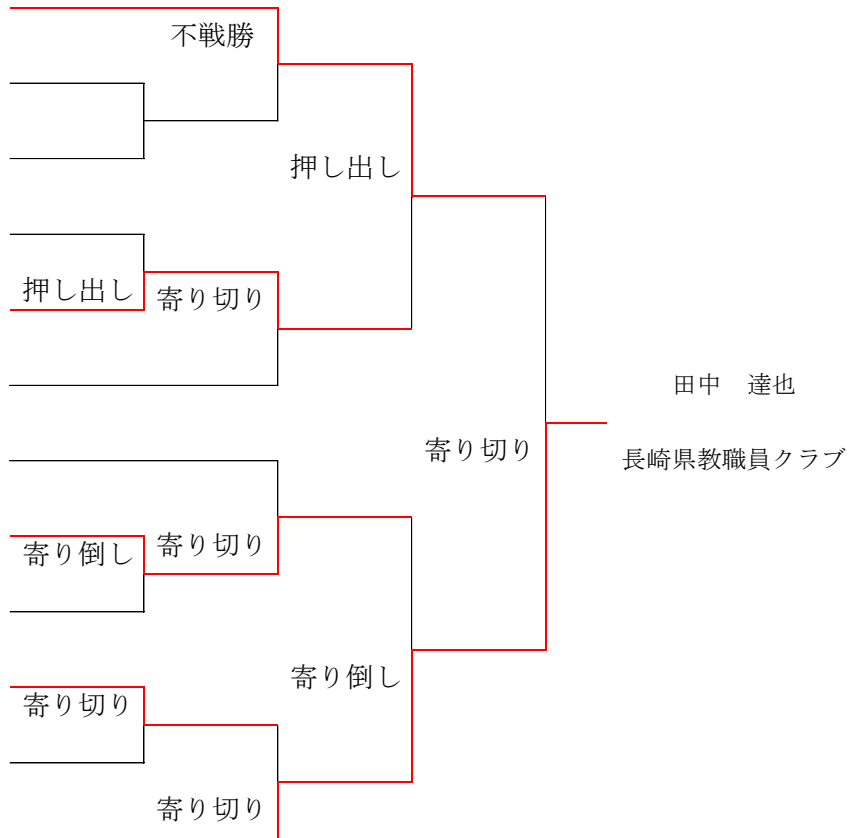 不戦勝
押し出し
押し出し
寄り切り
田中 達也
寄り切り
長崎県教職員クラブ
寄り倒し
寄り切り
寄り倒し
寄り切り
寄り切り